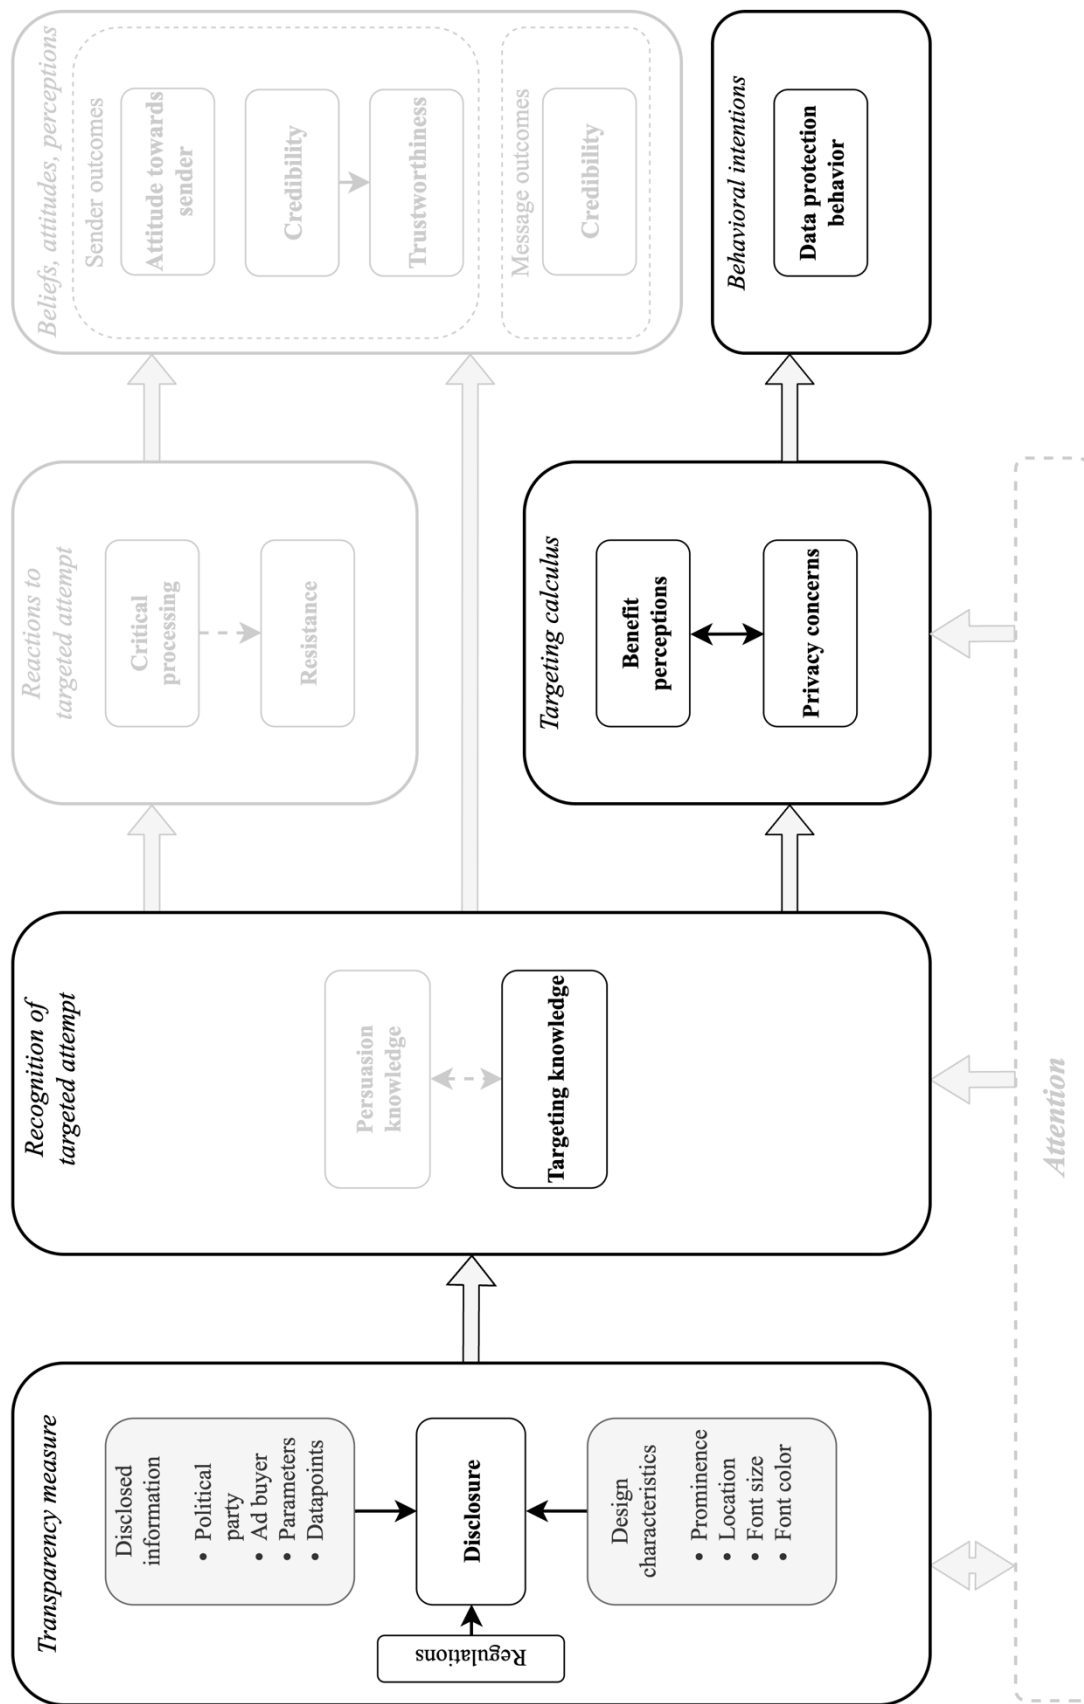 Transparency measure
Disclosed
information
• Political
party
• Ad buyer
• Parameters
• Datapoints
Regulations
Disclosure
Design
characteristics
• Prominence
• Location
• Font size
• Font color
Recognition of
targeted attempt
Persuasion
knowledge
Targeting knowledge
Reactions to
targeted attempt
Critical
processing
Resistance
Targeting calculus
Benefit
perceptions
Privacy concerns
Beliefs, attitudes, perceptions
Sender outcomes
Attitude towards
sender
Credibility
Trustworthiness
Message outcomes
Credibility
Behavioral intentions
Data protection
behavior
Attention